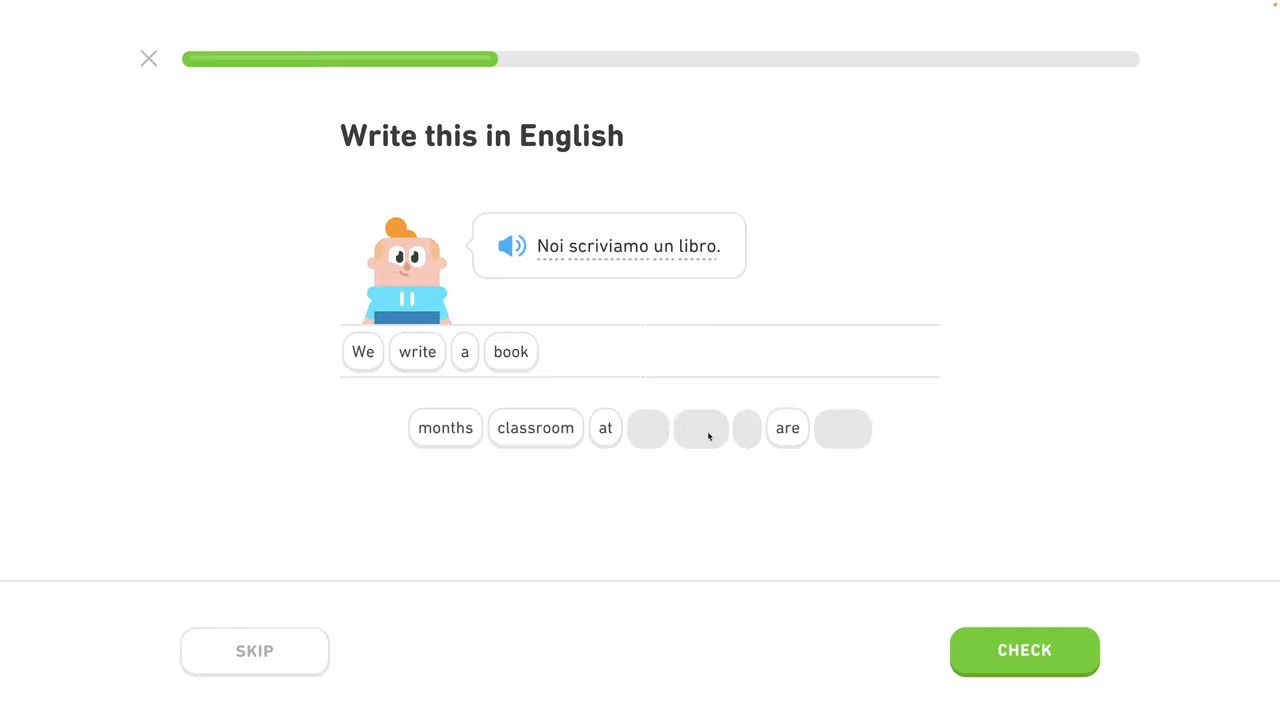 Write this in English
Noi scriviamo un libro.
We write a book
months classroom at are
SKIP CHECK